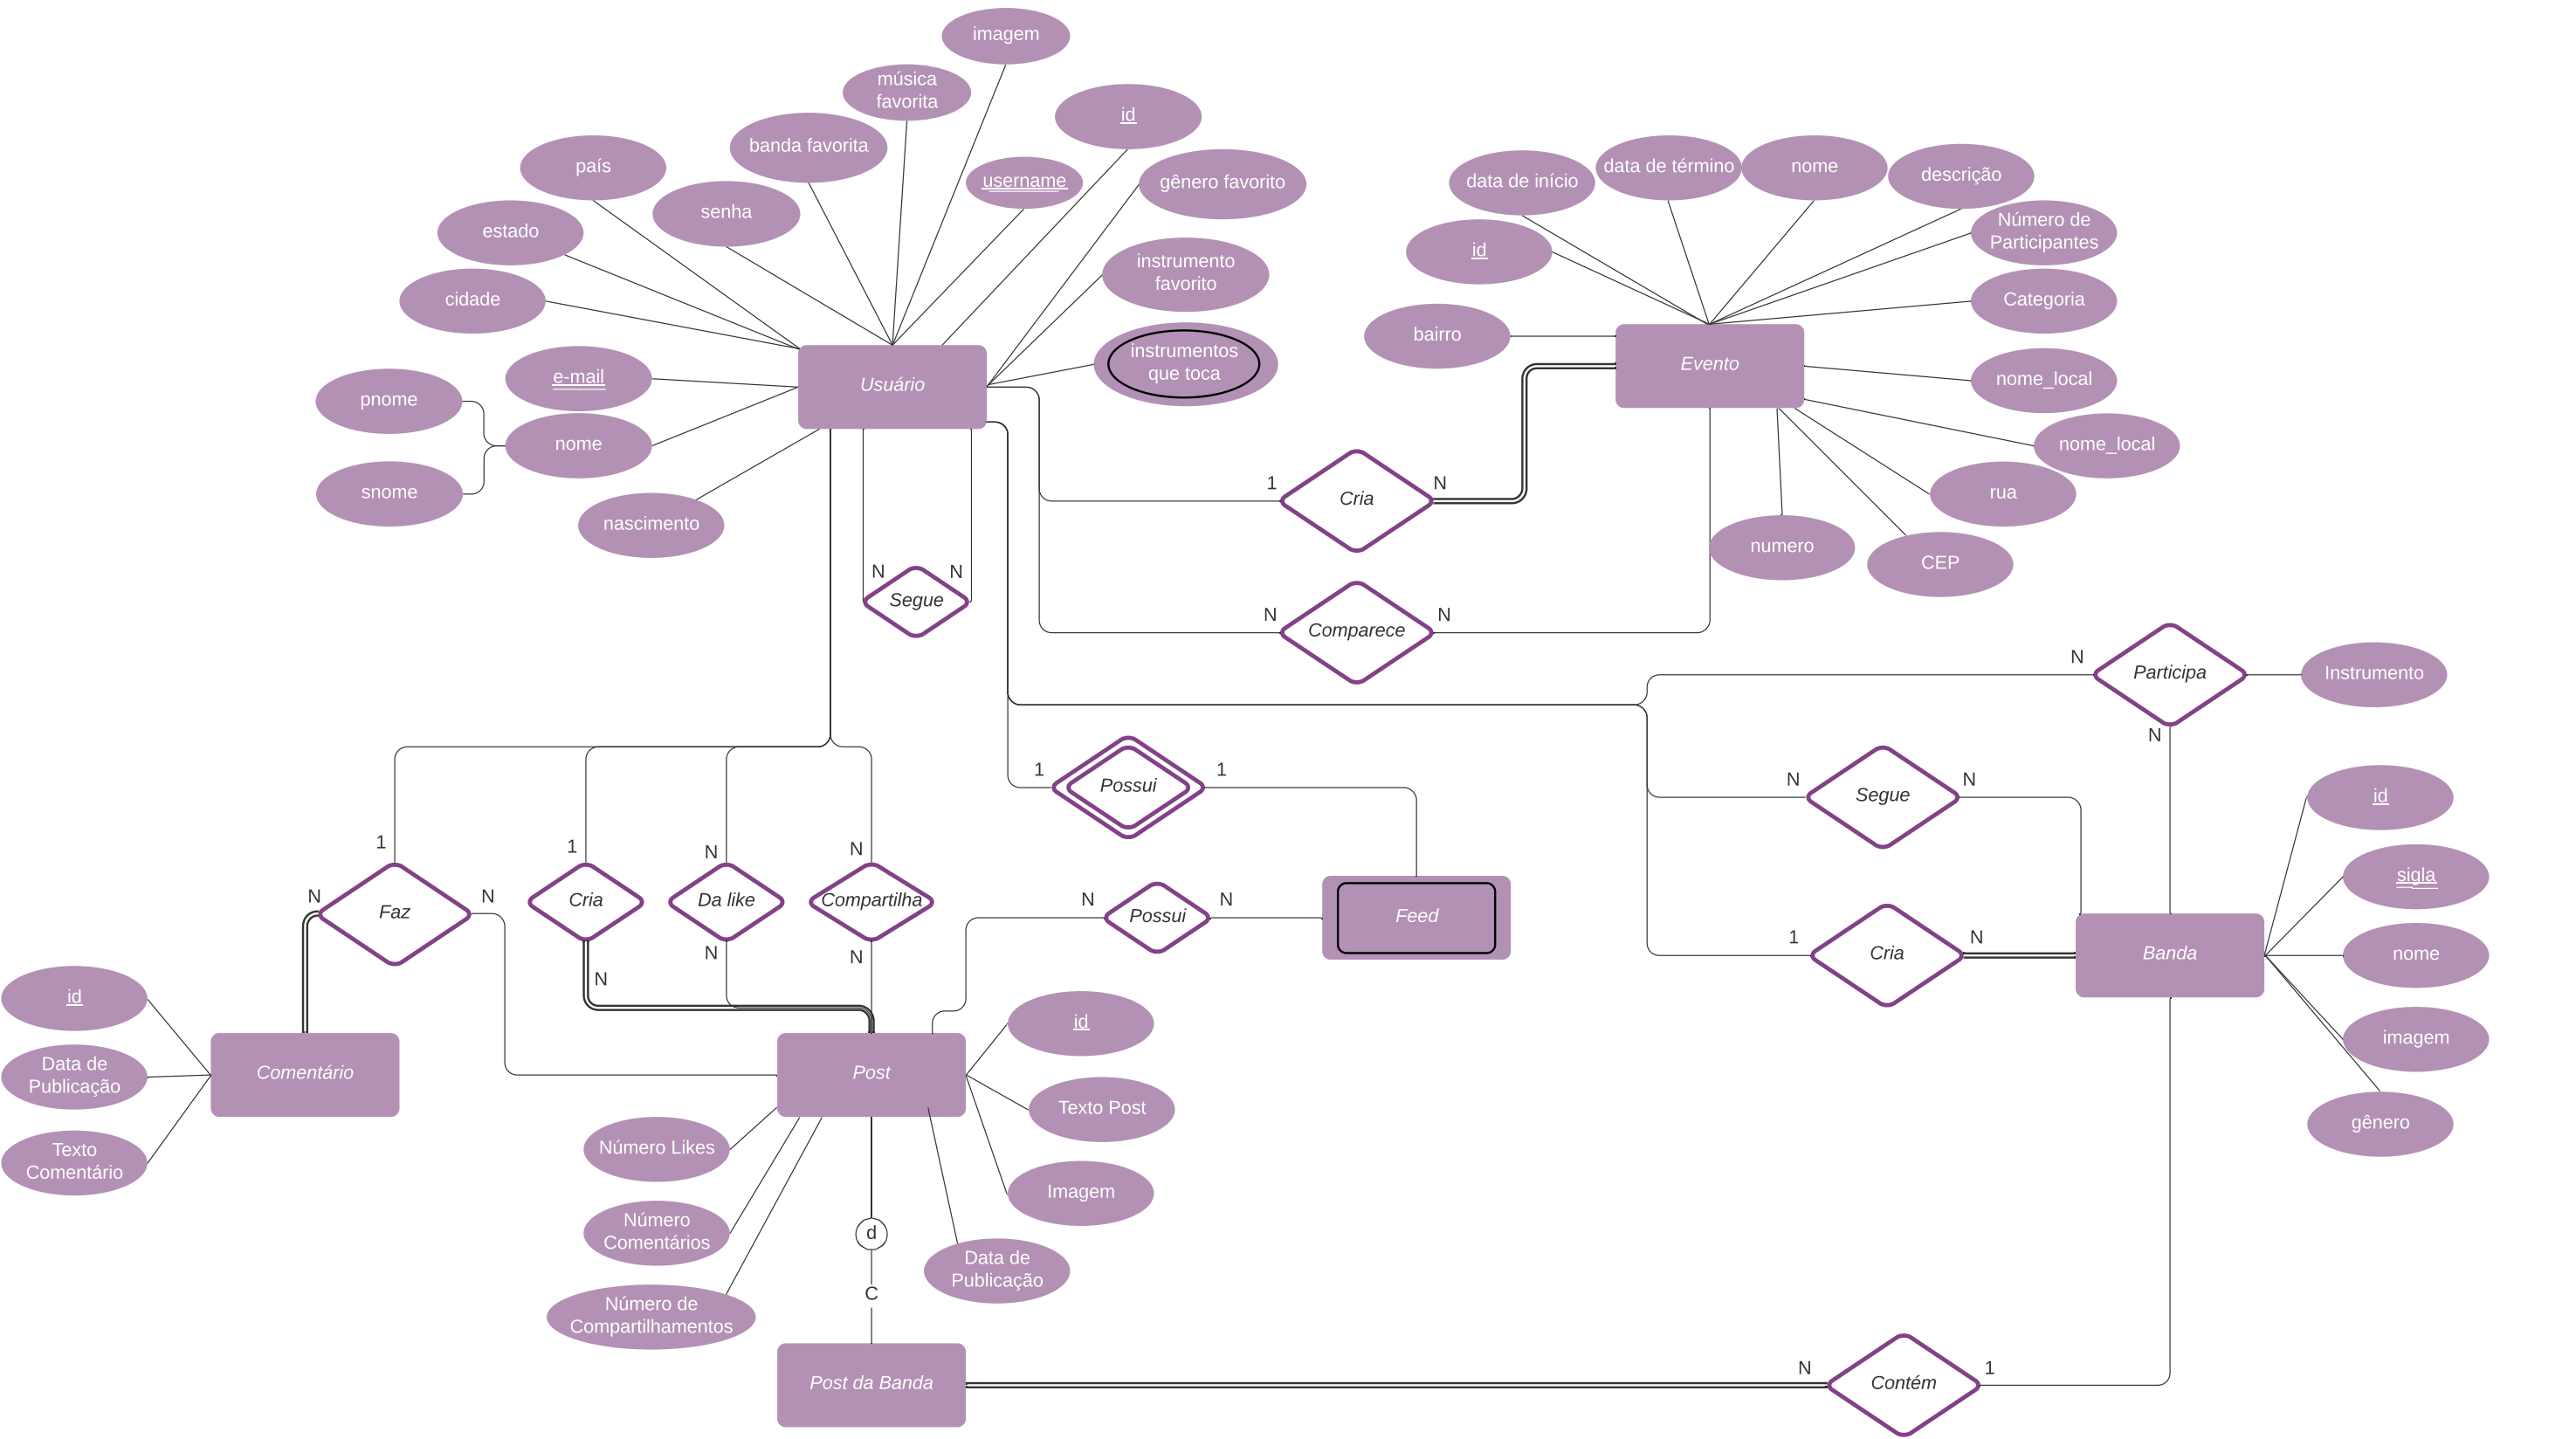 imagem
música
favorita
id
banda favorita
país
username
gênero favorito
senha
estado
cidade
instrumento
favorito
instrumentos
que toca
e-mail
pnome
nome
snome
nascimento
Usuário
data de início
data de término
nome
descrição
Número de
Participantes
id
Categoria
bairro
Evento
nome_local
nome_local
rua
numero
CEP
1
Cria
N
N
N
Segue
N
Comparece
N
N
Participa
Instrumento
N
1
Possui
1
N
Segue
N
id
sigla
nome
imagem
gênero
1
Cria
N
Banda
1
N
Faz
N
1
Cria
N
N
Da like
N
N
Compartilha
N
N
Possui
N
Feed
id
Data de
Publicação
Texto
Comentário
Comentário
Post
id
Texto Post
Imagem
Data de
Publicação
Número Likes
Número
Comentários
Número de
Compartilhamentos
d
C
Post da Banda
N
Contém
1